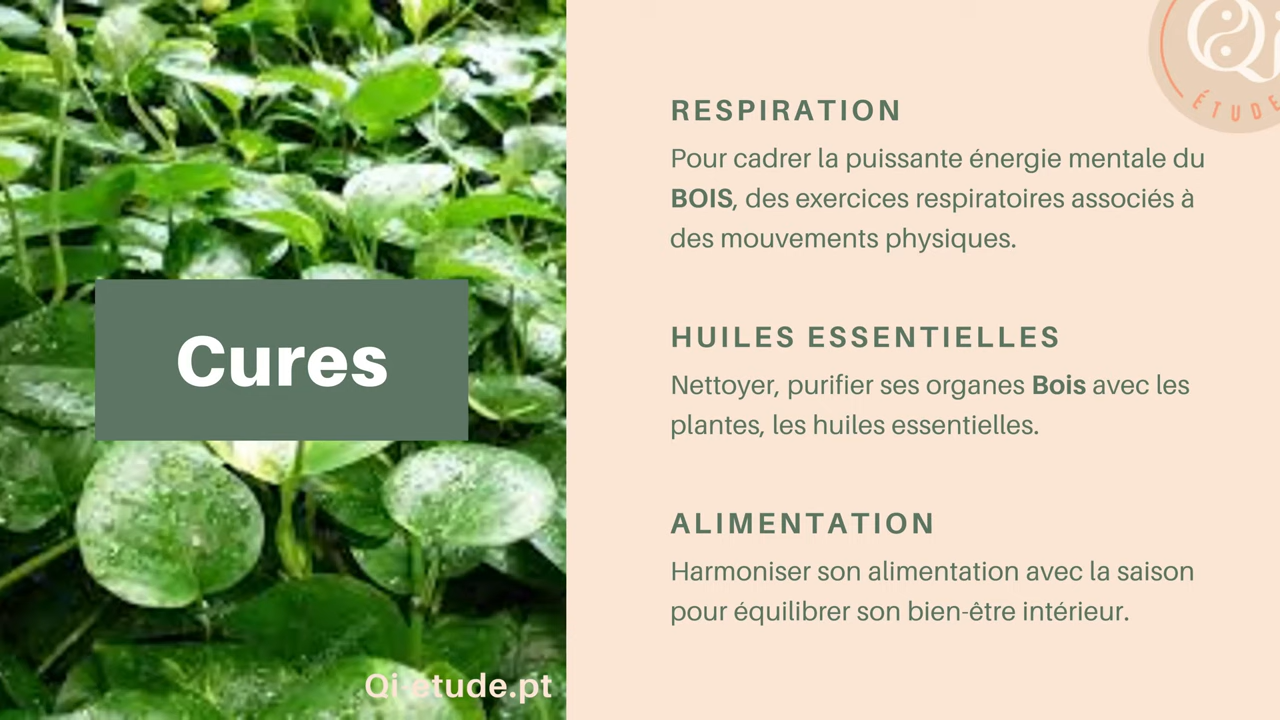 Cures
RESPIRATION
Pour cadrer la puissante énergie mentale du
BOIS, des exercices respiratoires associés à
des mouvements physiques.
HUILES ESSENTIELLES
Nettoyer, purifier ses organes Bois avec les
plantes, les huiles essentielles.
ALIMENTATION
Harmoniser son alimentation avec la saison
pour équilibrer son bien-être intérieur.
Qi-etude.pt
Qi
ÉTUDE